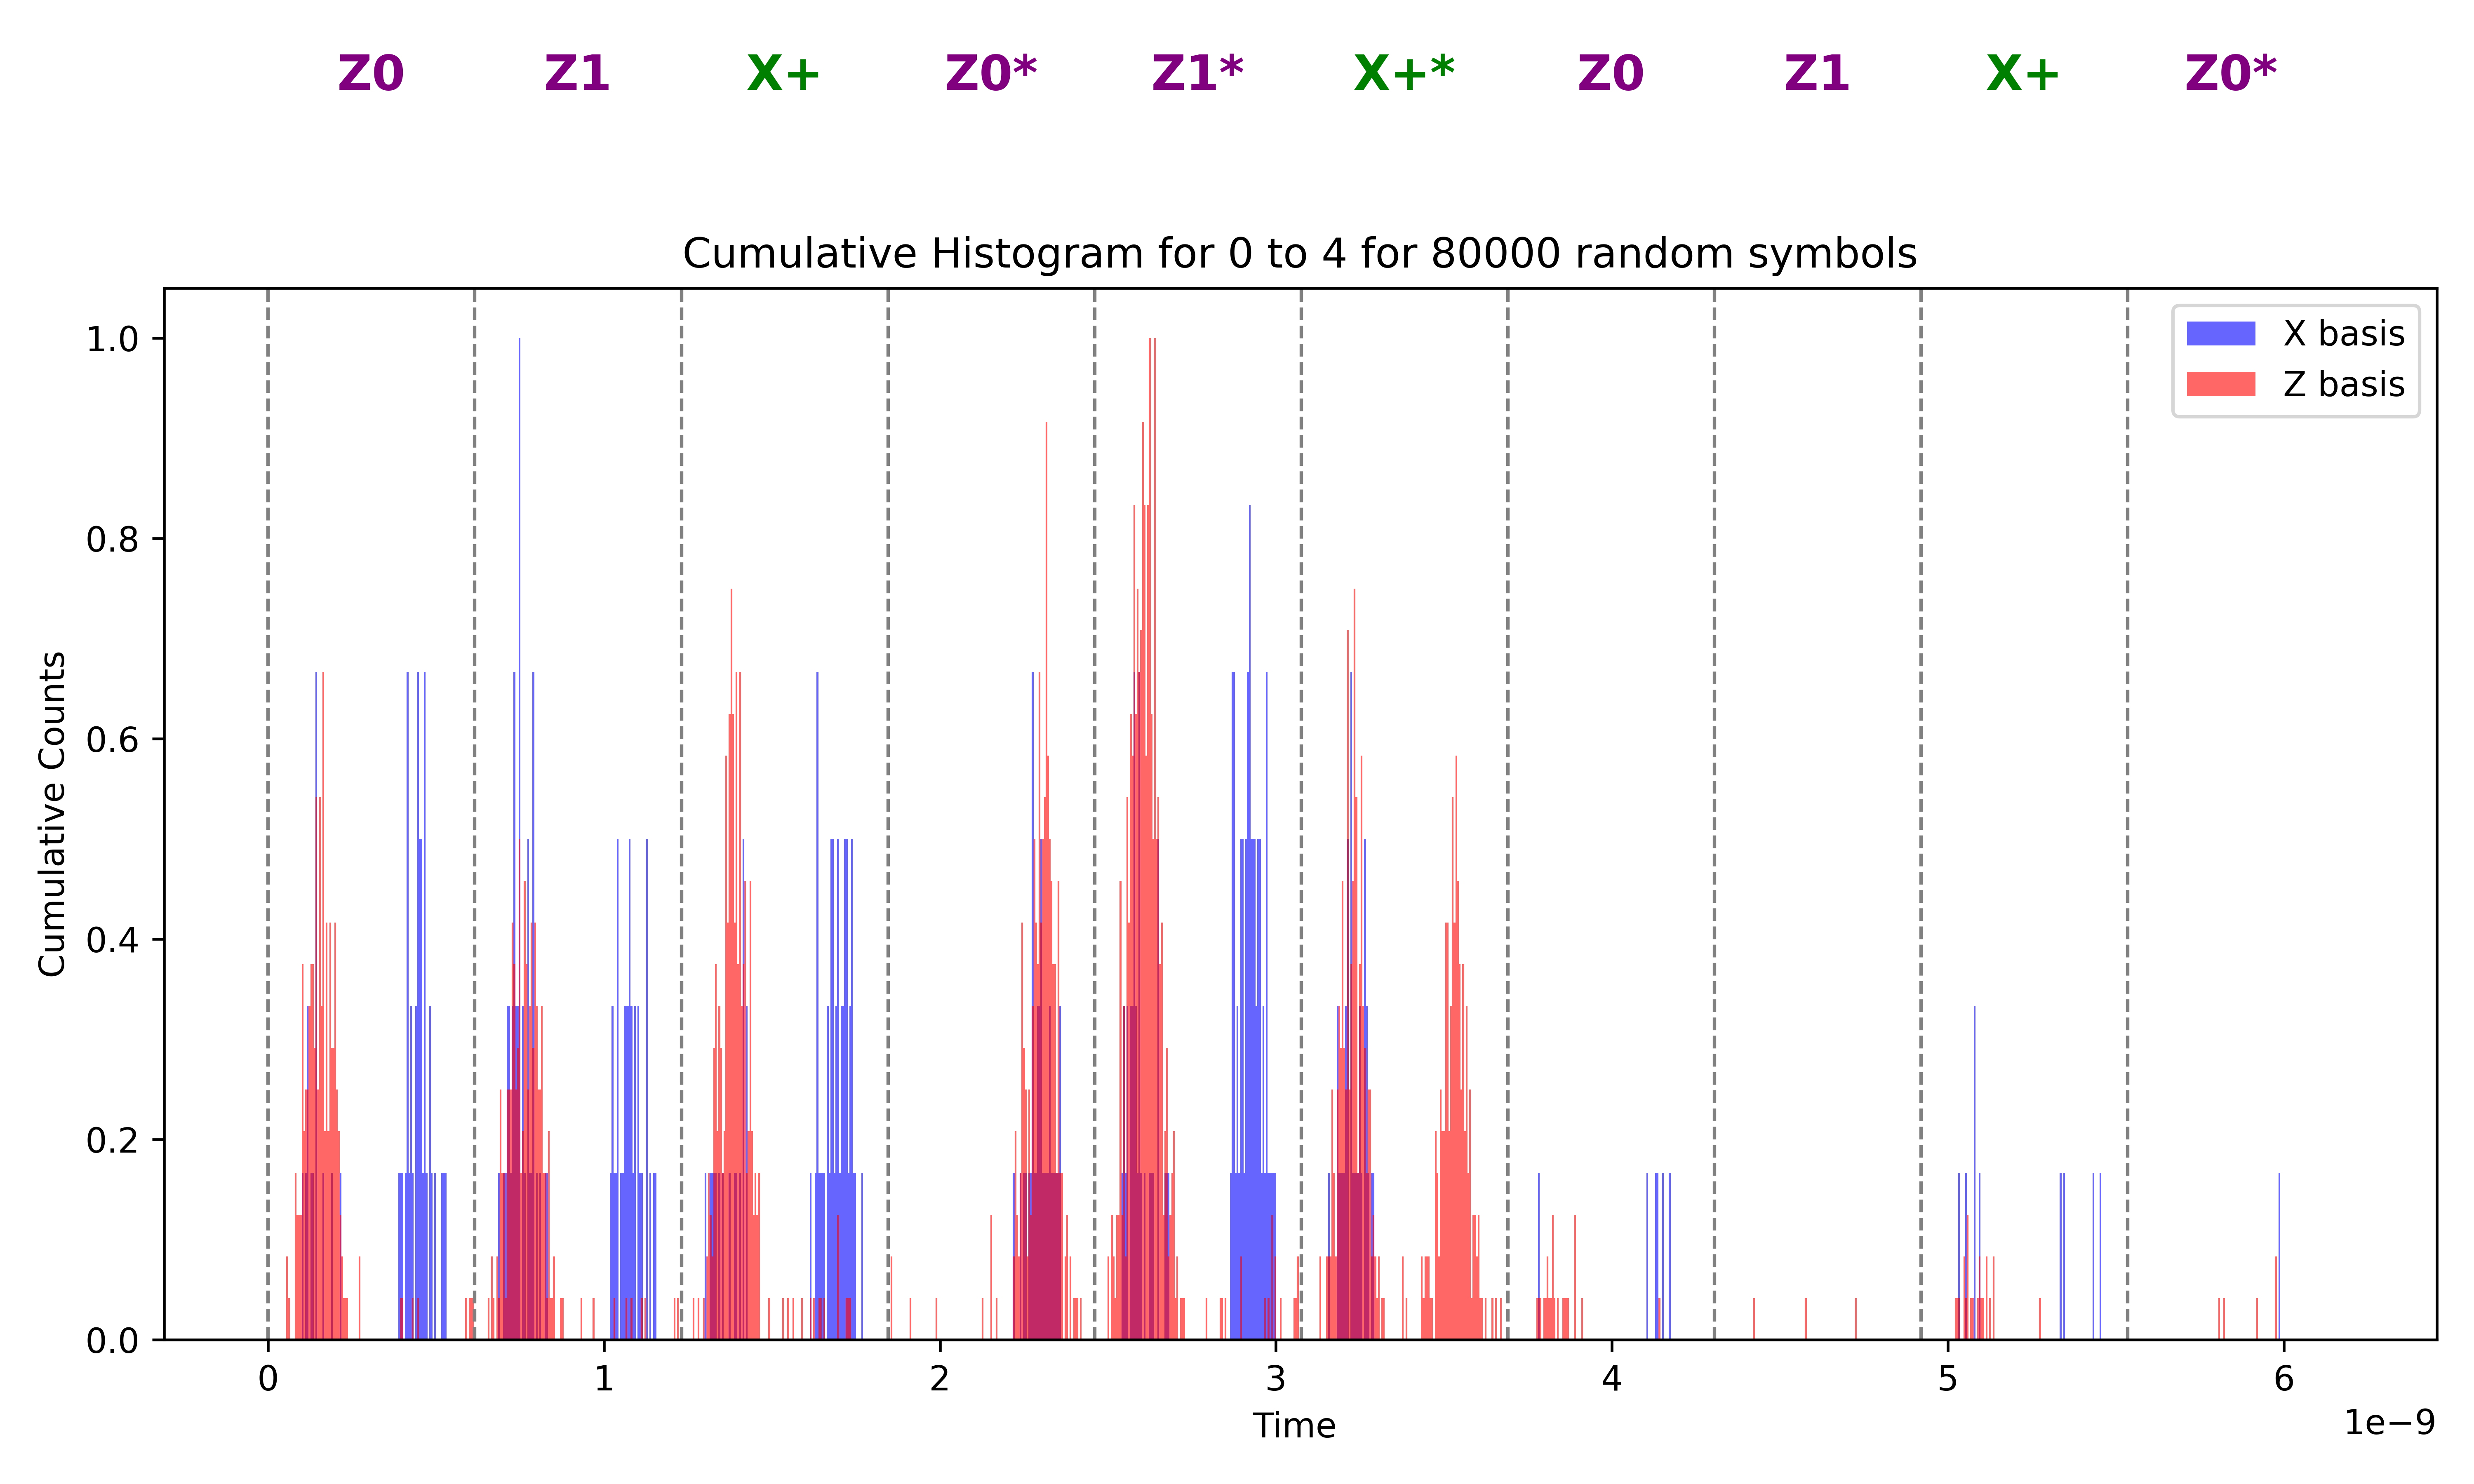 Z0 Z1 X+ Z0* Z1* X+* Z0 Z1 X+ Z0*
Cumulative Histogram for 0 to 4 for 80000 random symbols
X basis
Z basis
Cumulative Counts
1.0
0.8
0.6
0.4
0.2
0.0
0 1 2 3 4 5 6
Time
1e−9